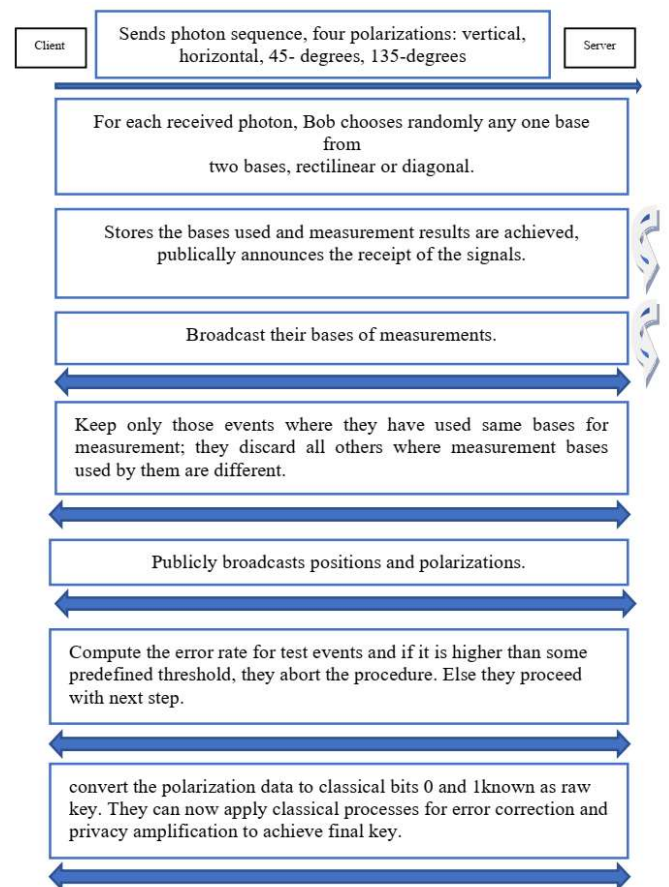 Client
Sends photon sequence, four polarizations: vertical,
horizontal, 45- degrees, 135-degrees
Server
For each received photon, Bob chooses randomly any one base
from
two bases, rectilinear or diagonal.
Stores the bases used and measurement results are achieved,
publically announces the receipt of the signals.
Broadcast their bases of measurements.
Keep only those events where they have used same bases for
measurement; they discard all others where measurement bases
used by them are different.
Publicly broadcasts positions and polarizations.
Compute the error rate for test events and if it is higher than some
predefined threshold, they abort the procedure. Else they proceed
with next step.
convert the polarization data to classical bits 0 and 1known as raw
key. They can now apply classical processes for error correction and
privacy amplification to achieve final key.